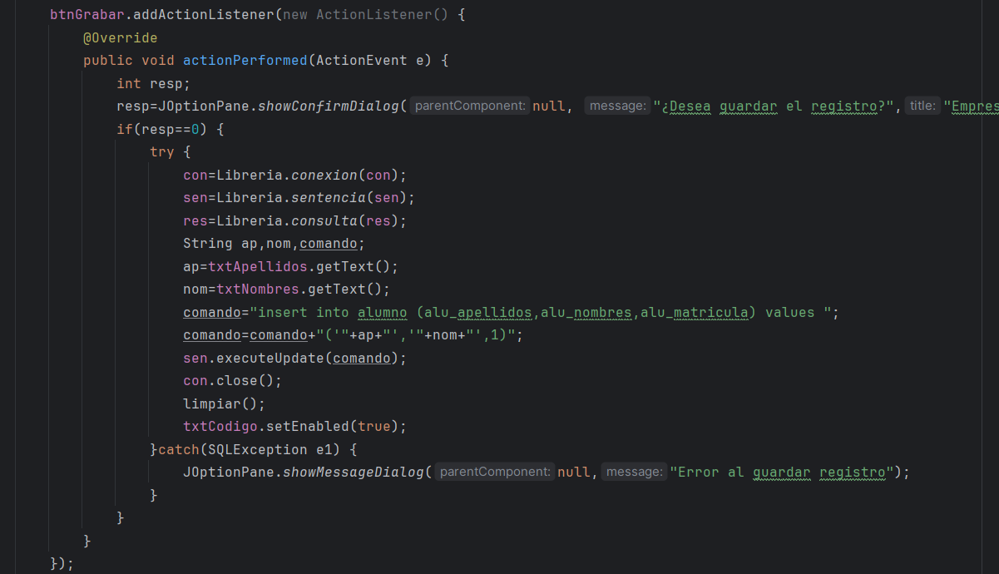 btnGrabar.addActionListener(new ActionListener() {
@Override
public void actionPerformed(ActionEvent e) {
int resp;
resp=JOptionPane.showConfirmDialog( parentComponent: null, message: "¿Desea guardar el registro?", title: "Empres
if(resp==0) {
try {
con=Libreria.conexion(con);
sen=Libreria.sentencia(sen);
res=Libreria.consulta(res);
String ap,nom,comando;
ap=txtApellidos.getText();
nom=txtNombres.getText();
comando="insert into alumno (alu_apellidos,alu_nombres,alu_matricula) values ";
comando=comando+"('"+ap+"','"+nom+"',1)";
sen.executeUpdate(comando);
con.close();
limpiar();
txtCodigo.setEnabled(true);
}catch(SQLException e1) {
JOptionPane.showMessageDialog( parentComponent: null, message: "Error al guardar registro");
}
}
}
});